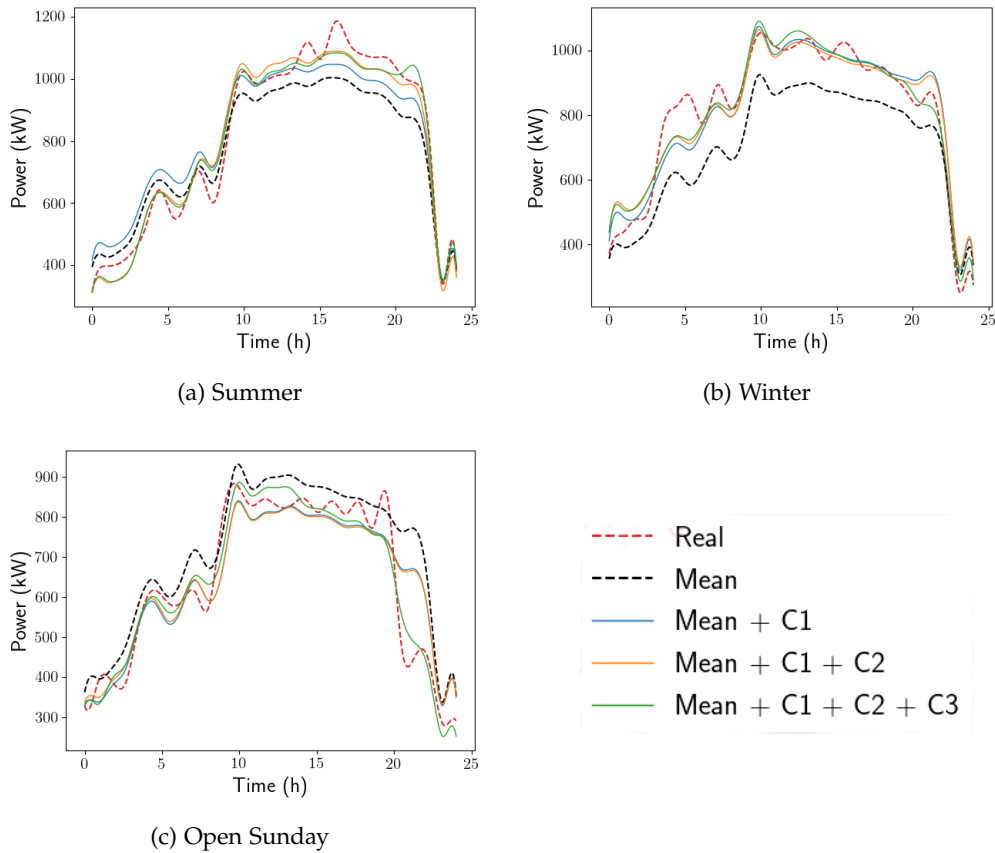 1200
1000
800
600
400
Power (kW)
0 5 10 15 20 25
Time (h)
(a) Summer
1000
800
600
400
Power (kW)
0 5 10 15 20 25
Time (h)
(b) Winter
900
800
700
600
500
400
300
Power (kW)
0 5 10 15 20 25
Time (h)
(c) Open Sunday
Real
Mean
Mean + C1
Mean + C1 + C2
Mean + C1 + C2 + C3